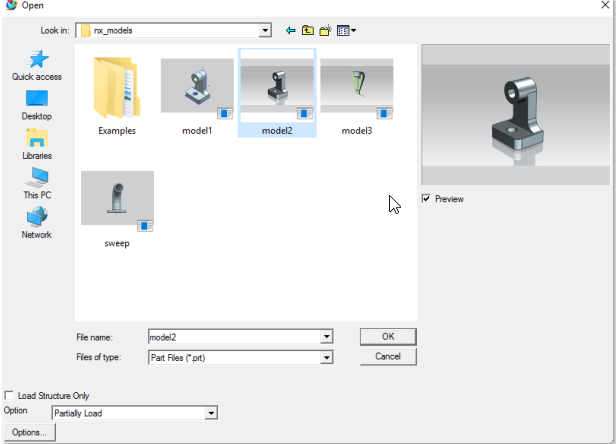 Open
Look in: nx_models
Quick access
Desktop
Libraries
This PC
Network
Examples
model1
model2
model3
sweep
Preview
File name: model2 OK
Files of type: Part Files (*.prt) Cancel
Load Structure Only
Option Partially Load
Options...